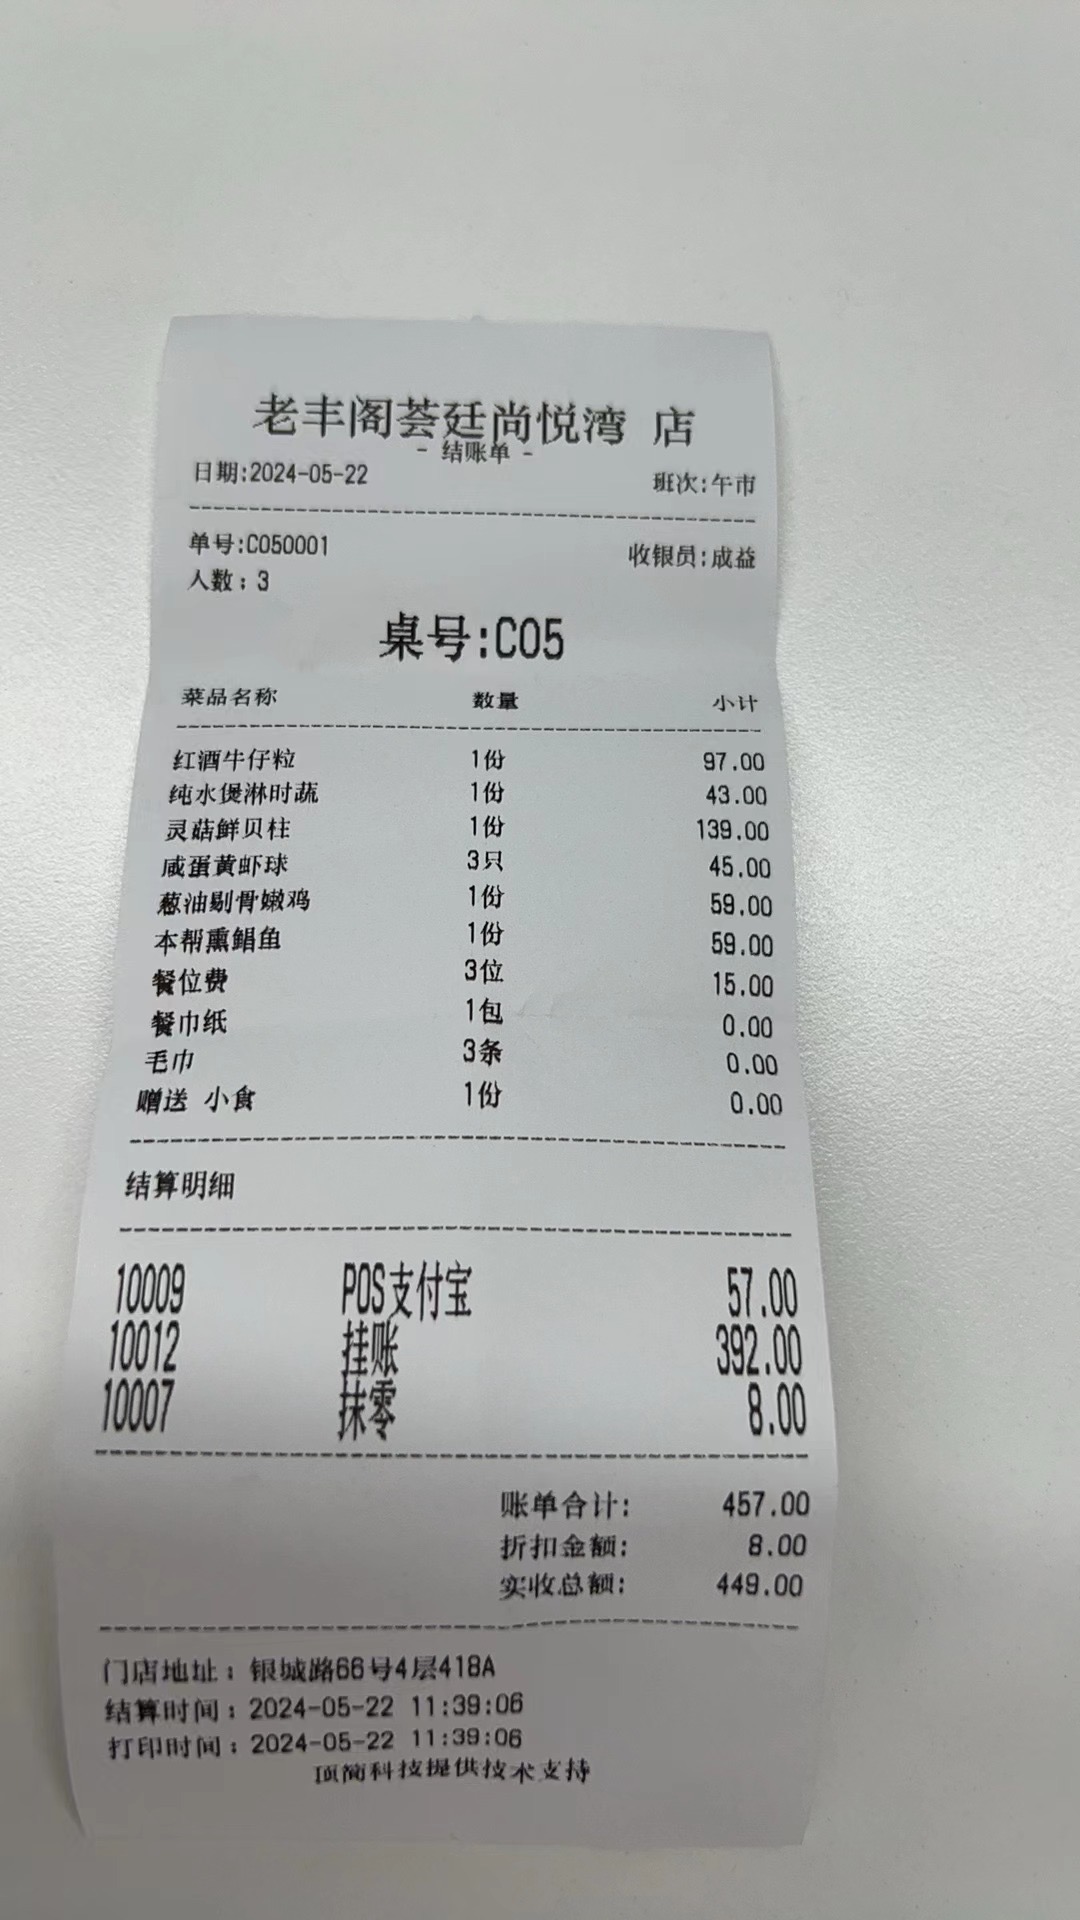 老丰阁荟廷尚悦湾 店
- 结账单 -
日期:2024-05-22 班次:午市
单号:C050001 收银员:成益
人数：3
桌号:C05
菜品名称 数量 小计
红酒牛仔粒 1份 97.00
纯水煲淋时蔬 1份 43.00
灵菇鲜贝柱 1份 139.00
咸蛋黄虾球 3只 45.00
葱油剔骨嫩鸡 1份 59.00
本帮熏鲳鱼 1份 59.00
餐位费 3位 15.00
餐巾纸 1包 0.00
毛巾 3条 0.00
赠送 小食 1份 0.00
结算明细
10009 POS支付宝 57.00
10012 挂账 392.00
10007 抹零 8.00
账单合计: 457.00
折扣金额: 8.00
实收总额: 449.00
门店地址：银城路66号4层418A
结算时间：2024-05-22 11:39:06
打印时间：2024-05-22 11:39:06
顶简科技提供技术支持